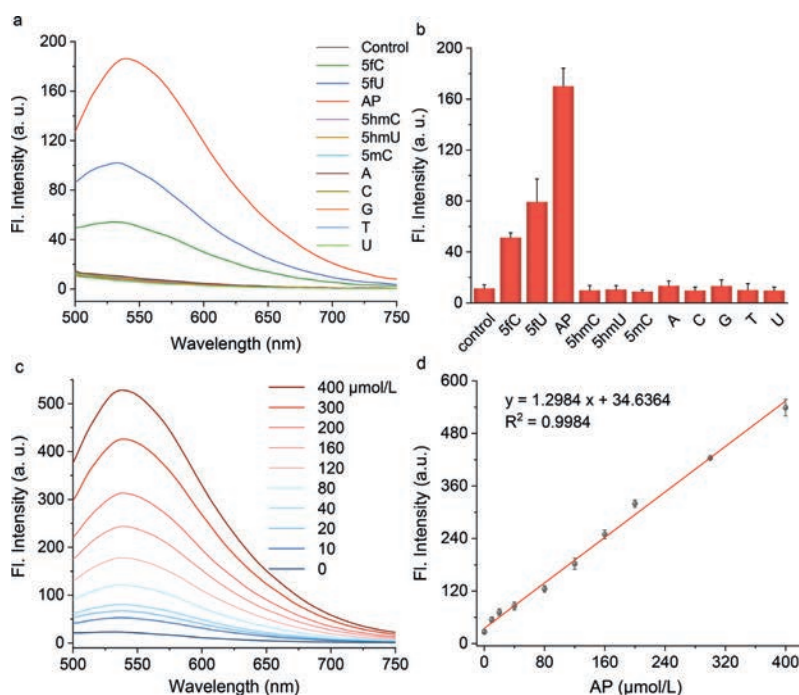 a
Fl. Intensity (a. u.)
200
160
120
80
40
0
500
550
600
650
700
750
Wavelength (nm)
Control
5fC
5fU
AP
5hmC
5hmU
5mC
A
C
G
T
U
b
Fl. Intensity (a. u.)
200
160
120
80
40
0
control
5fC
5fU
AP
5hmC
5hmU
5mC
A
C
G
T
U
c
Fl. Intensity (a. u.)
500
400
300
200
100
0
500
550
600
650
700
750
Wavelength (nm)
400 μmol/L
300
200
160
120
80
40
20
10
0
d
Fl. Intensity (a.u.)
600
480
360
240
120
0
0
80
160
240
320
400
AP (μmol/L)
y = 1.2984 x + 34.6364
R² = 0.9984